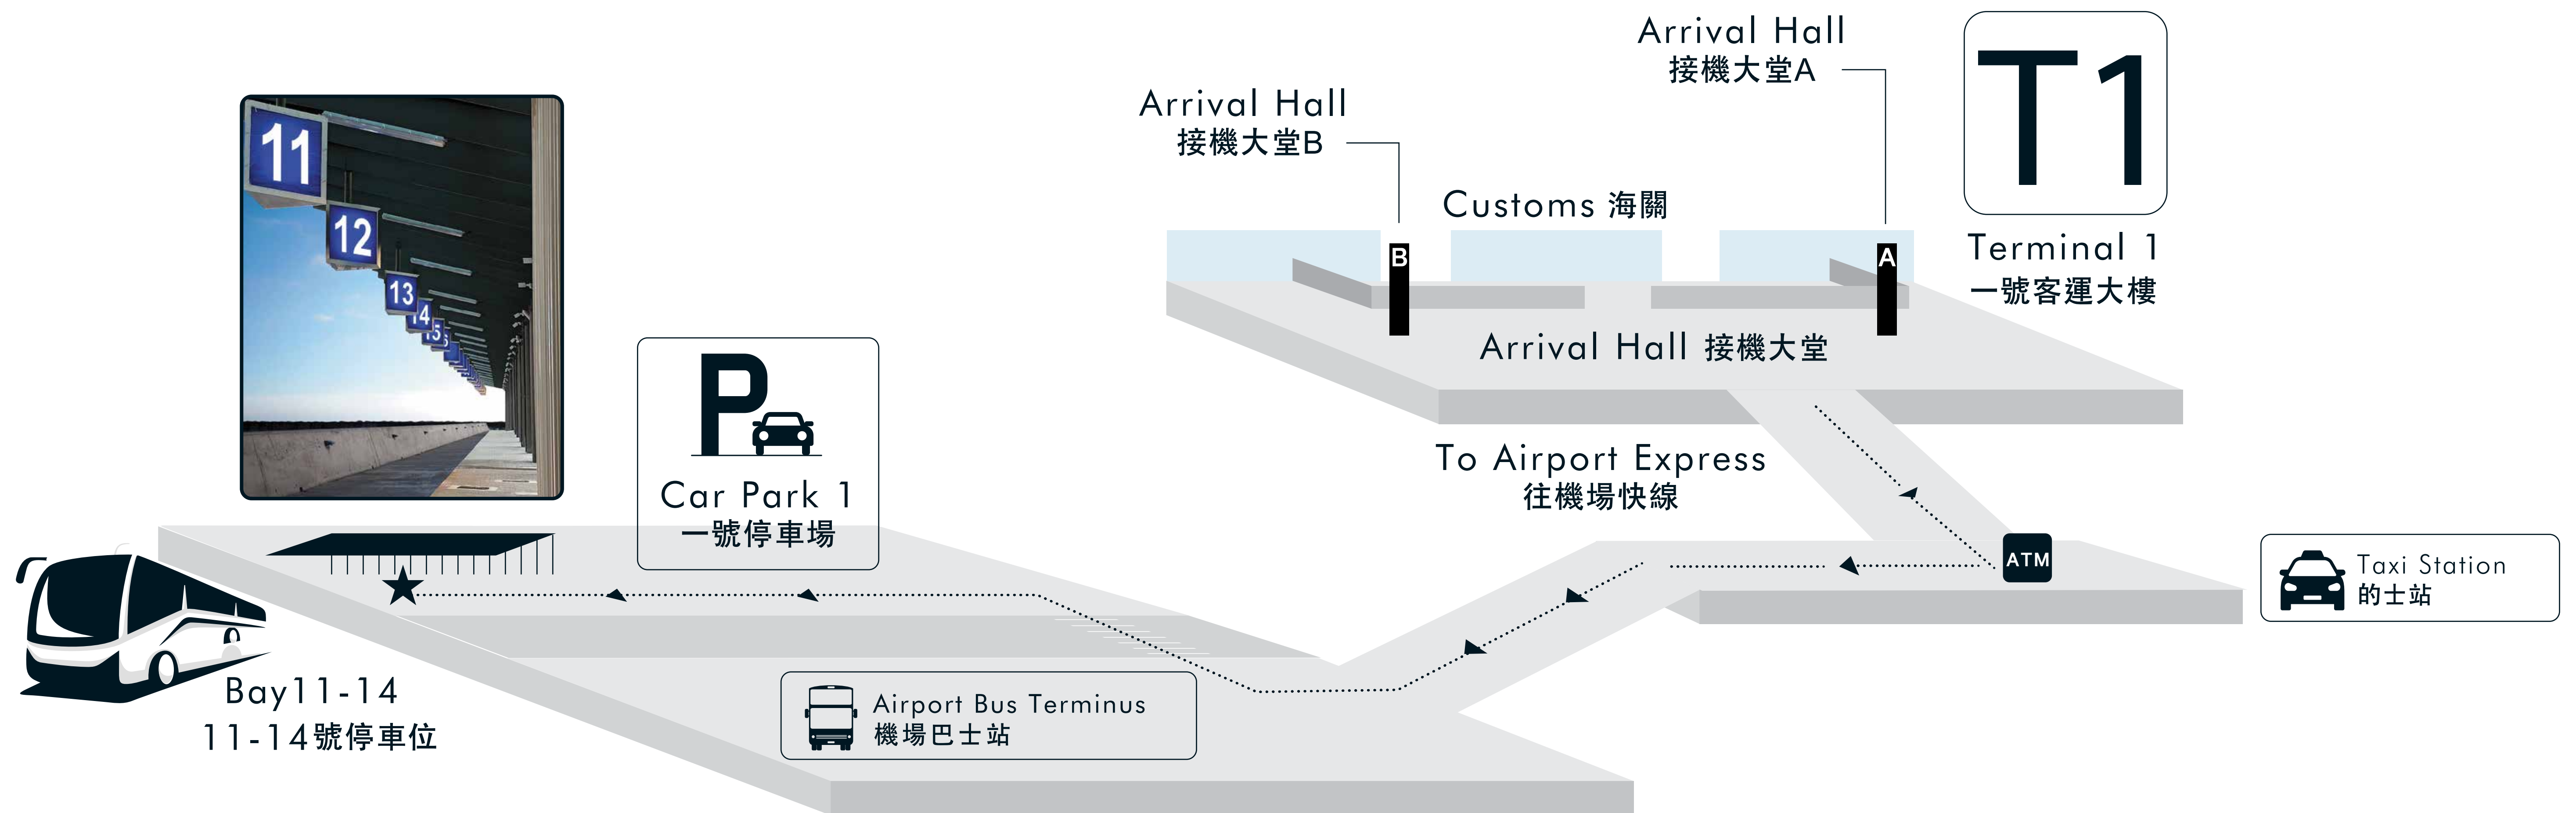 Arrival Hall
接機大堂A
T1
Terminal 1
一號客運大樓
Arrival Hall
接機大堂B
Customs 海關
B
A
Arrival Hall 接機大堂
To Airport Express
往機場快線
ATM
Taxi Station
的士站
11
12
13
14
15
P
Car Park 1
一號停車場
Airport Bus Terminus
機場巴士站
Bay11-14
11-14號停車位